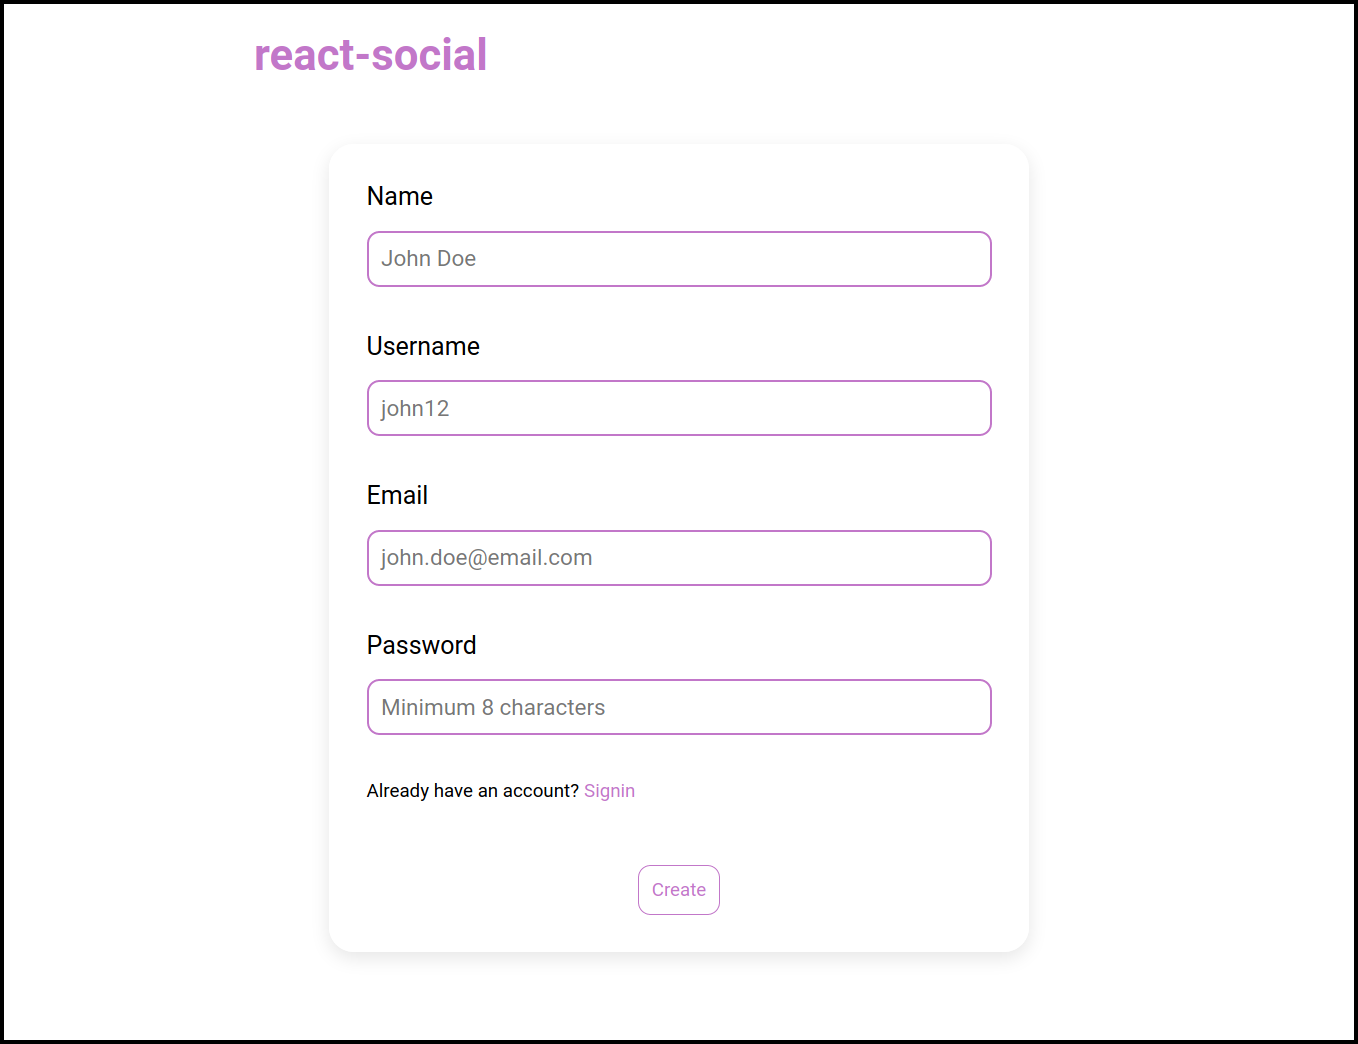 react-social
Name
John Doe
Username
john12
Email
john.doe@email.com
Password
Minimum 8 characters
Already have an account? Signin
Create